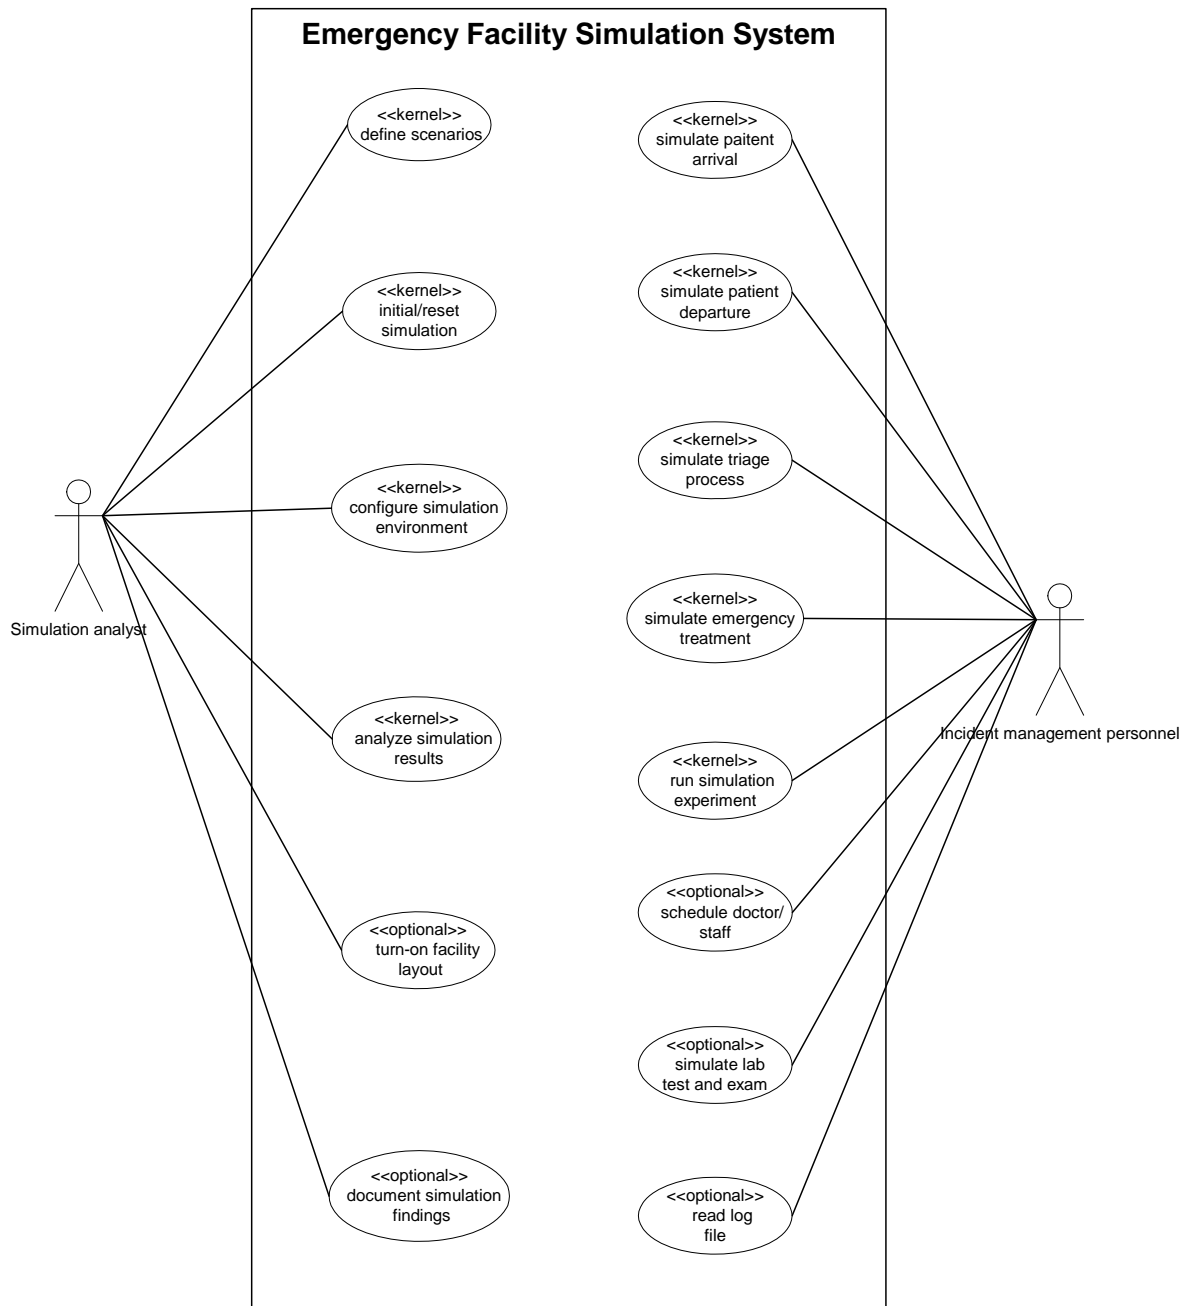 Emergency Facility Simulation System
<<kernel>>
define scenarios
<<kernel>>
initial/reset
simulation
<<kernel>>
configure simulation
environment
<<kernel>>
analyze simulation
results
<<optional>>
turn-on facility
layout
<<optional>>
document simulation
findings
<<kernel>>
simulate paitent
arrival
<<kernel>>
simulate patient
departure
<<kernel>>
simulate triage
process
<<kernel>>
simulate emergency
treatment
<<kernel>>
run simulation
experiment
<<optional>>
schedule doctor/
staff
<<optional>>
simulate lab
test and exam
<<optional>>
read log
file
Simulation analyst
Incident management personnel